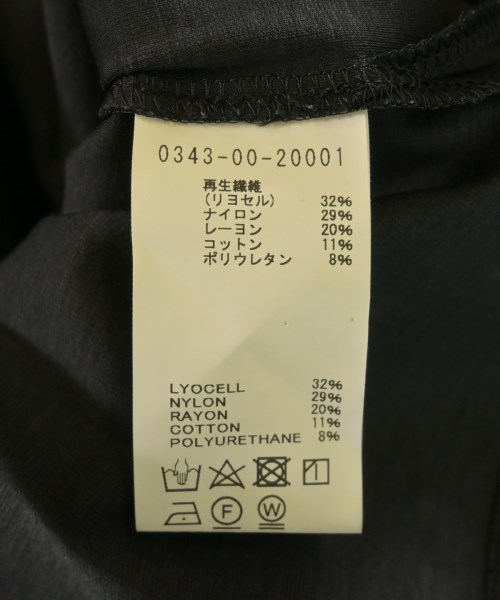 0343-00-20001
再生繊維
(リヨセル) 32%
ナイロン 29%
レーヨン 20%
コットン 11%
ポリウレタン 8%
LYOCELL 32%
NYLON 29%
RAYON 20%
COTTON 11%
POLYURETHANE 8%
F W